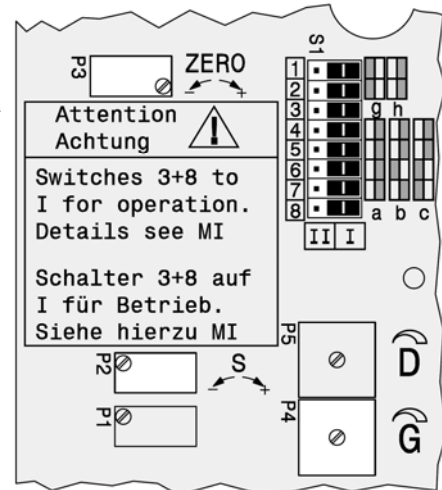 P3
ZERO
- +
S1
1
2
3
4
5
6
7
8
g h
a b c
II I
Attention
Achtung
Switches 3+8 to
I for operation.
Details see MI
Schalter 3+8 auf
I für Betrieb.
Siehe hierzu MI
P2
S
- +
P1
P5
D
P4
G